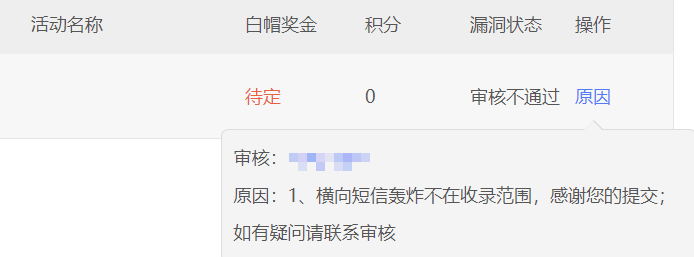 活动名称 白帽奖金 积分 漏洞状态 操作
待定 0 审核不通过 原因
审核：
原因：1、横向短信轰炸不在收录范围，感谢您的提交；
如有疑问请联系审核